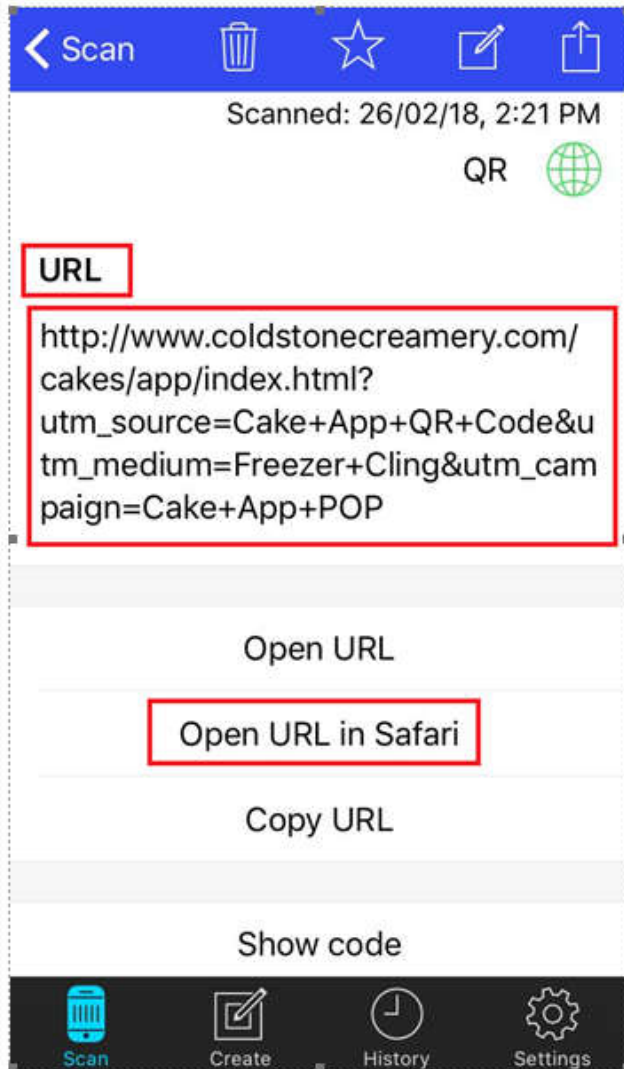 Scan
Scanned: 26/02/18, 2:21 PM
QR
URL
http://www.coldstonecreamery.com/
cakes/app/index.html?
utm_source=Cake+App+QR+Code&u
tm_medium=Freezer+Cling&utm_cam
paign=Cake+App+POP
Open URL
Open URL in Safari
Copy URL
Show code
Scan Create History Settings